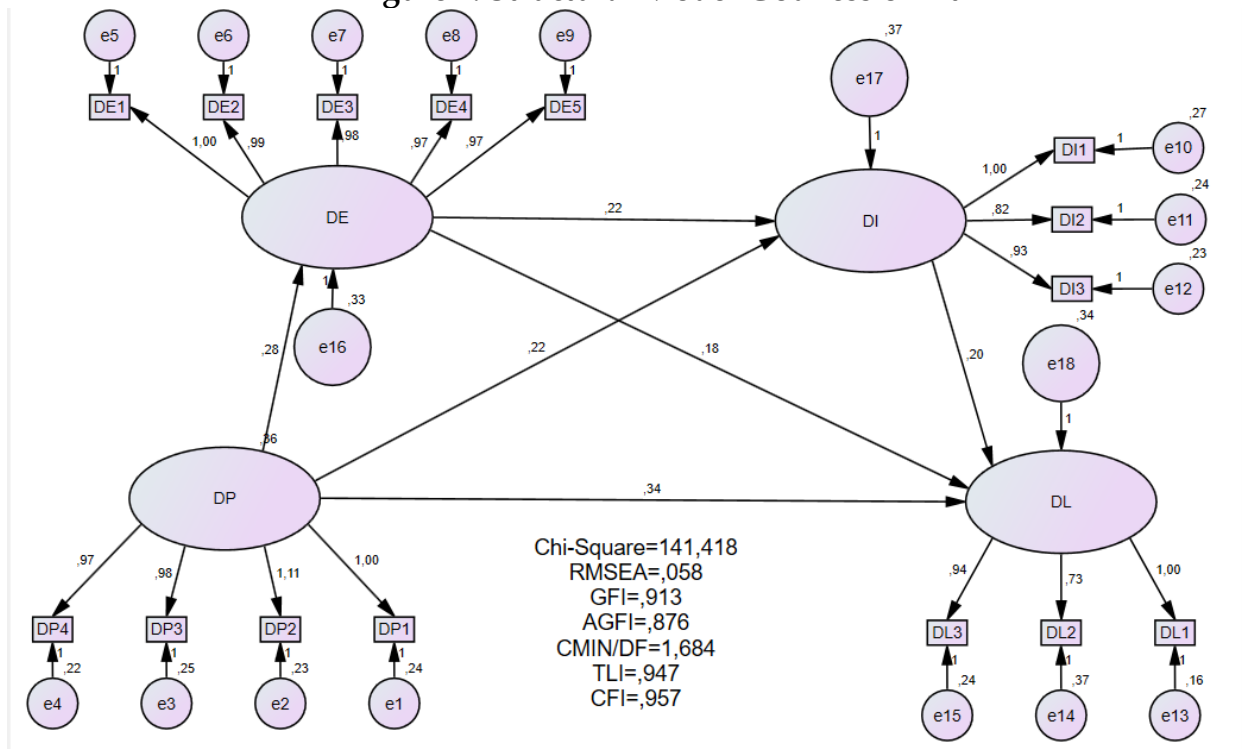 e5 e6 e7 e8 e9
1 1 1 1 1
DE1 DE2 DE3 DE4 DE5
1,00 ,99 ,98 ,97 ,97
DE
,37
e17
1
DI
,27
1,00 DI1 1 e10
,24
,82 DI2 1 e11
,23
,93 DI3 1 e12
,22
1
,33
e16
,28
,22
,18
,20
,34
e18
1
,36
DP
,34
DL
,97 ,98 1,11 1,00
DP4 DP3 DP2 DP1
1 1 1 1
,22 ,25 ,23 ,24
e4 e3 e2 e1
Chi-Square=141,418
RMSEA=,058
GFI=,913
AGFI=,876
CMIN/DF=1,684
TLI=,947
CFI=,957
,94 ,73 1,00
DL3 DL2 DL1
1 1 1
,24 ,37 ,16
e15 e14 e13